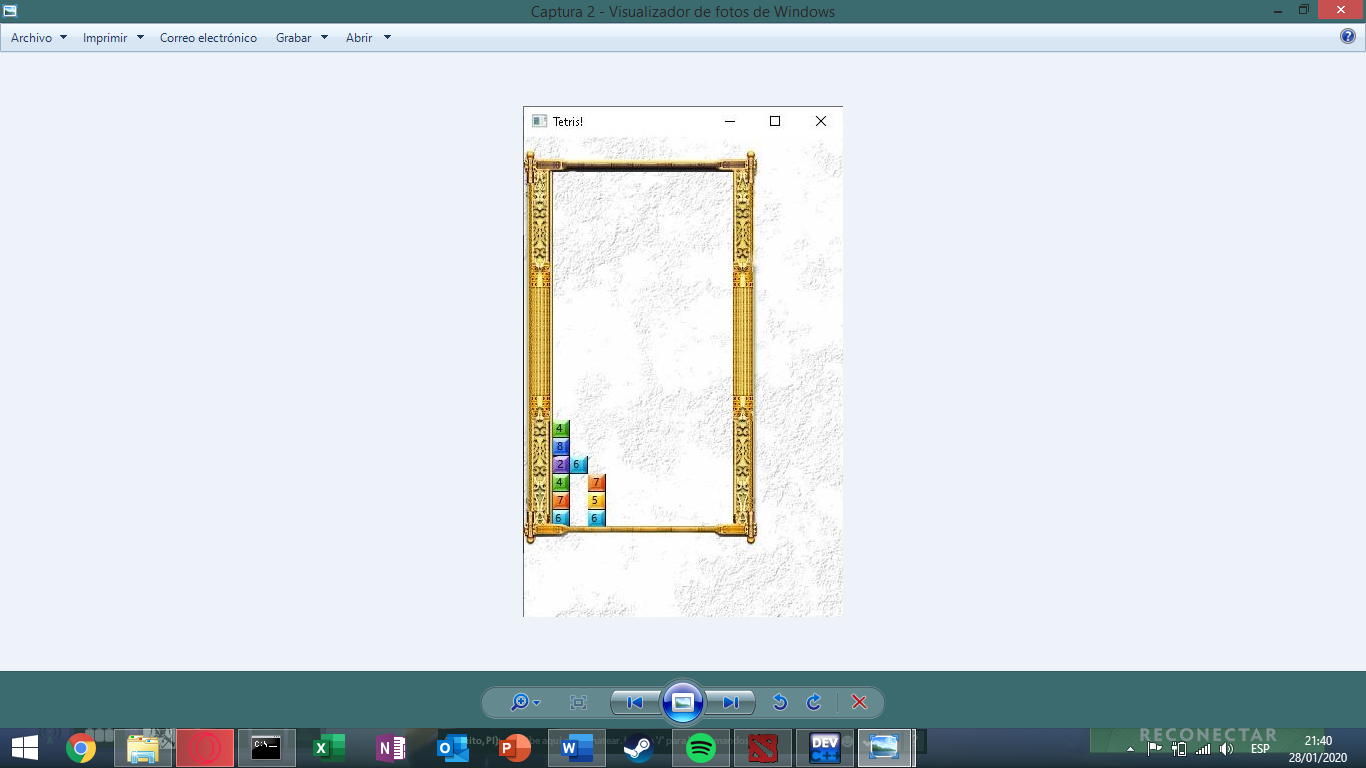 Captura 2 - Visualizador de fotos de Windows
Archivo Imprimir Correo electrónico Grabar Abrir
Tetris!
4
8
2 6
4 7
7 5
6 6
RECONECTAR
ESP 21:40
28/01/2020
C:\
DEV
C++